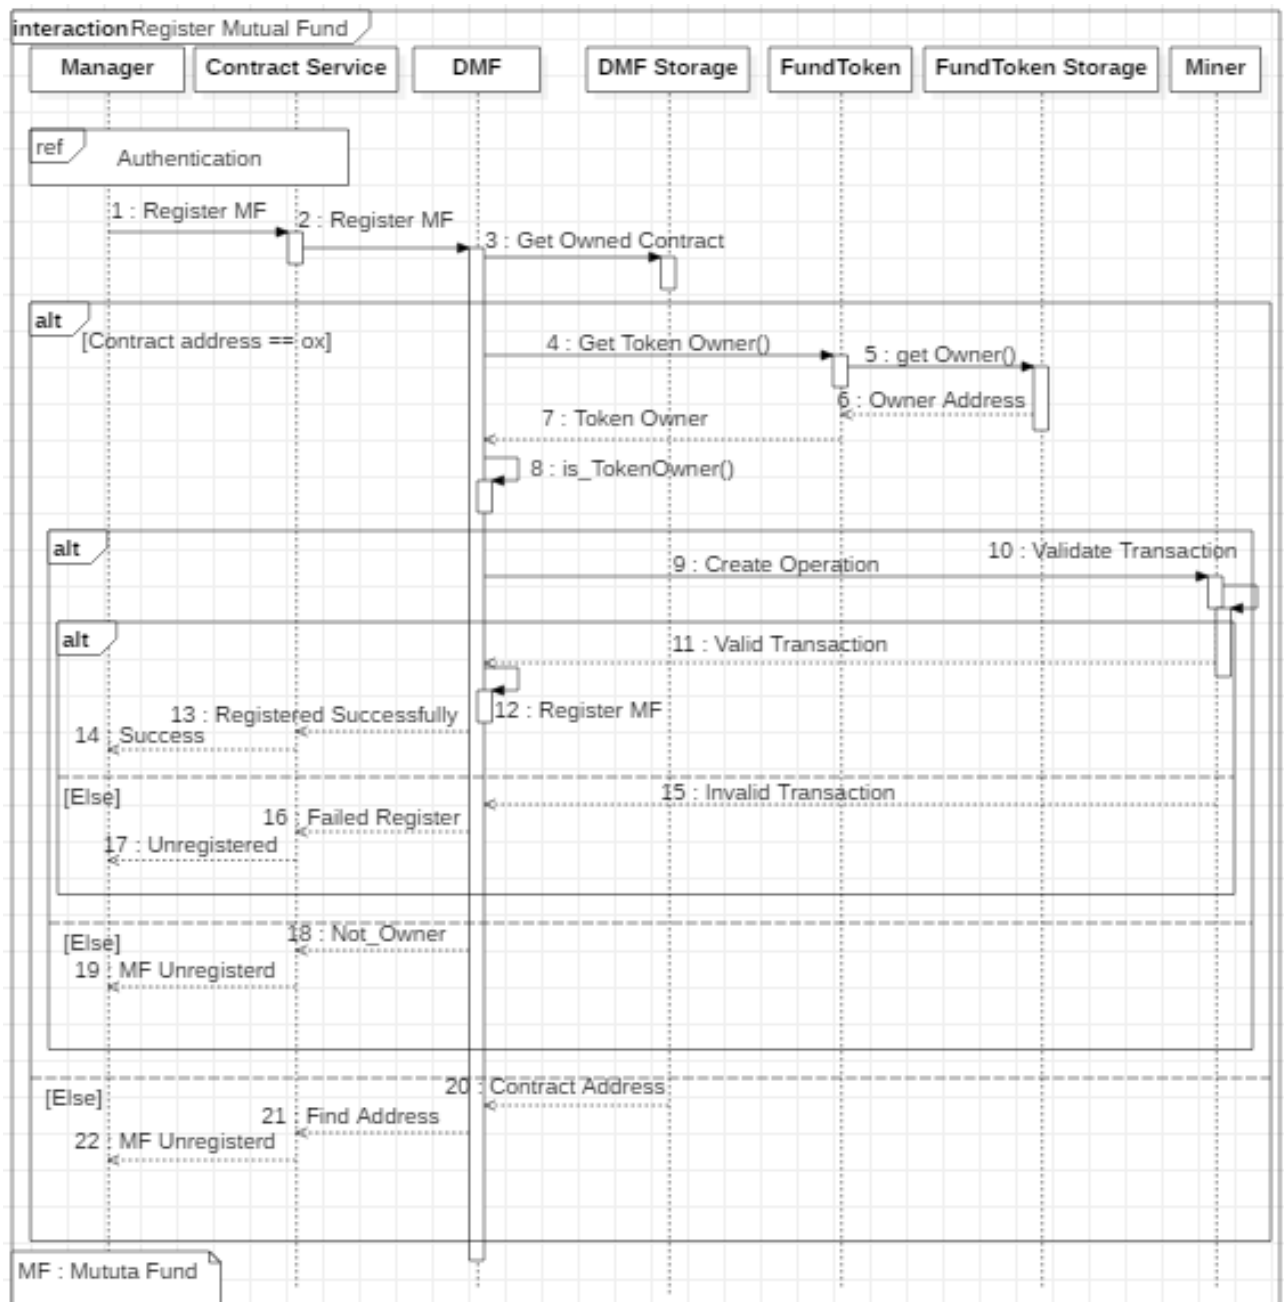 interaction Register Mutual Fund
Manager
Contract Service
DMF
DMF Storage
FundToken
FundToken Storage
Miner
ref
Authentication
1 : Register MF
2 : Register MF
3 : Get Owned Contract
alt
[Contract address == ox]
4 : Get Token Owner()
5 : get Owner()
6 : Owner Address
7 : Token Owner
8 : is_TokenOwner()
alt
10 : Validate Transaction
9 : Create Operation
alt
11 : Valid Transaction
12 : Register MF
13 : Registered Successfully
14 : Success
[Else]
15 : Invalid Transaction
16 : Failed Register
17 : Unregistered
[Else]
18 : Not_Owner
19 : MF Unregisterd
[Else]
20 : Contract Address
21 : Find Address
22 : MF Unregisterd
MF : Mututa Fund